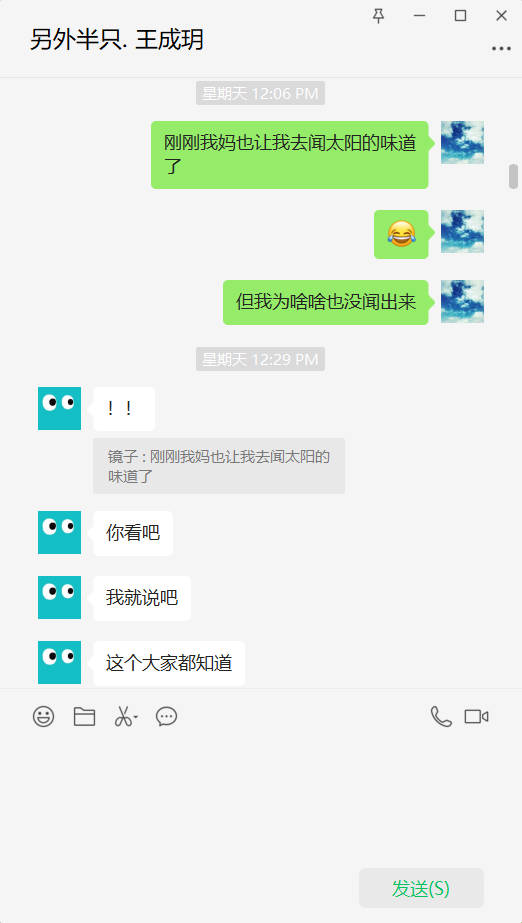 另外半只. 王成玥
星期天 12:06 PM
刚刚我妈也让我去闻太阳的味道
了
但我为啥啥也没闻出来
星期天 12:29 PM
！！
镜子 : 刚刚我妈也让我去闻太阳的
味道了
你看吧
我就说吧
这个大家都知道
发送(S)